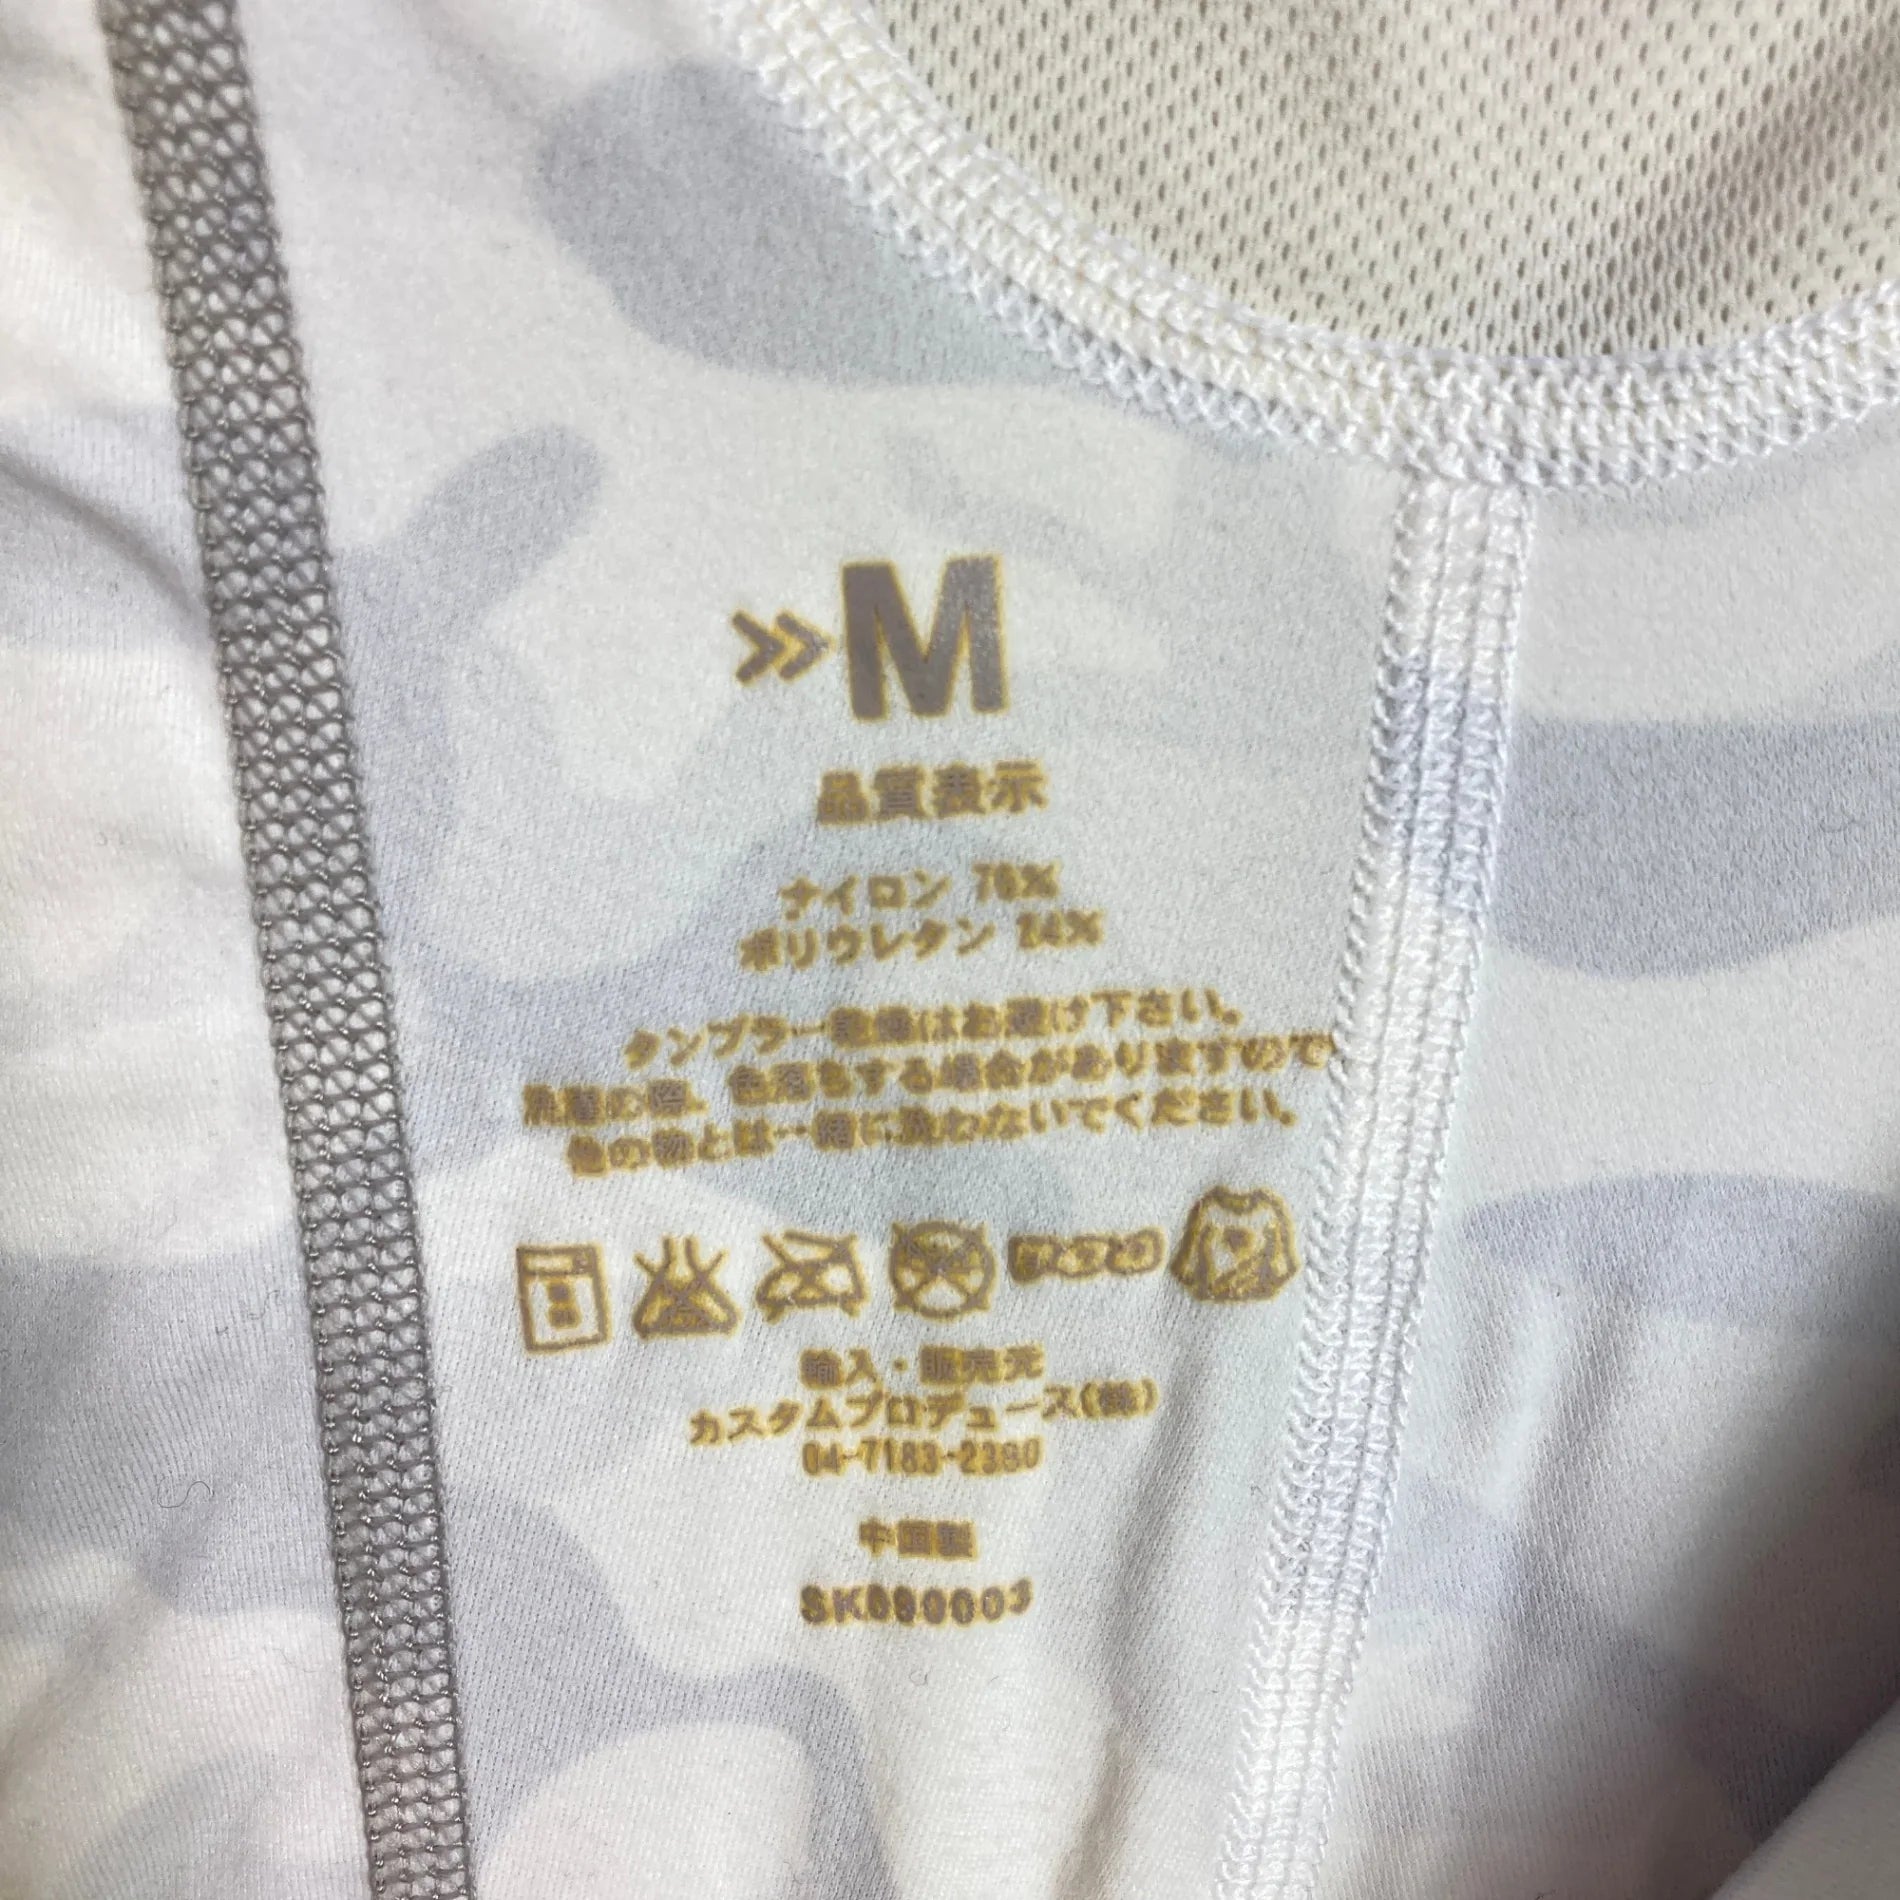 M
品質表示
ナイロン 76%
ポリウレタン 24%
タンブラー乾燥はお避け下さい。
洗濯の際、色落ちする場合がありますので
他の物とは一緒に洗わないでください。
輸入・販売元
カスタムプロデュース(株)
04-7183-2380
中国製